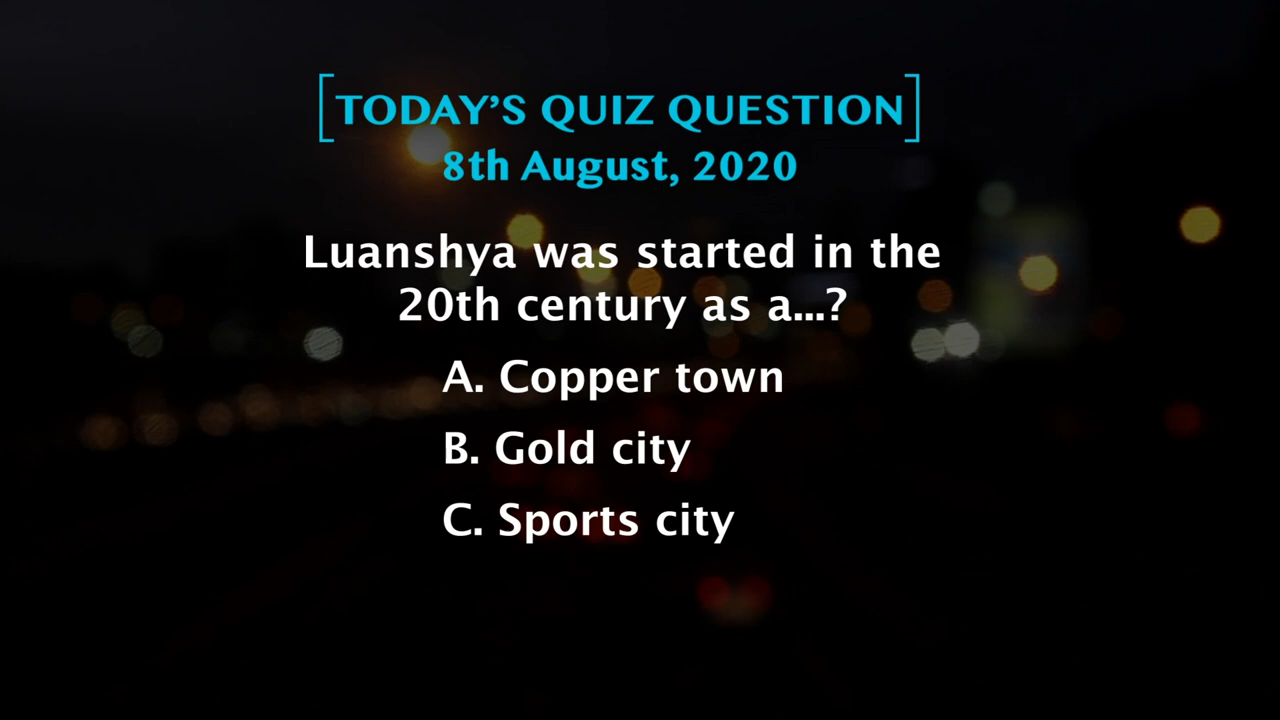 [TODAY'S QUIZ QUESTION]
8th August, 2020
Luanshya was started in the
20th century as a...?
A. Copper town
B. Gold city
C. Sports city